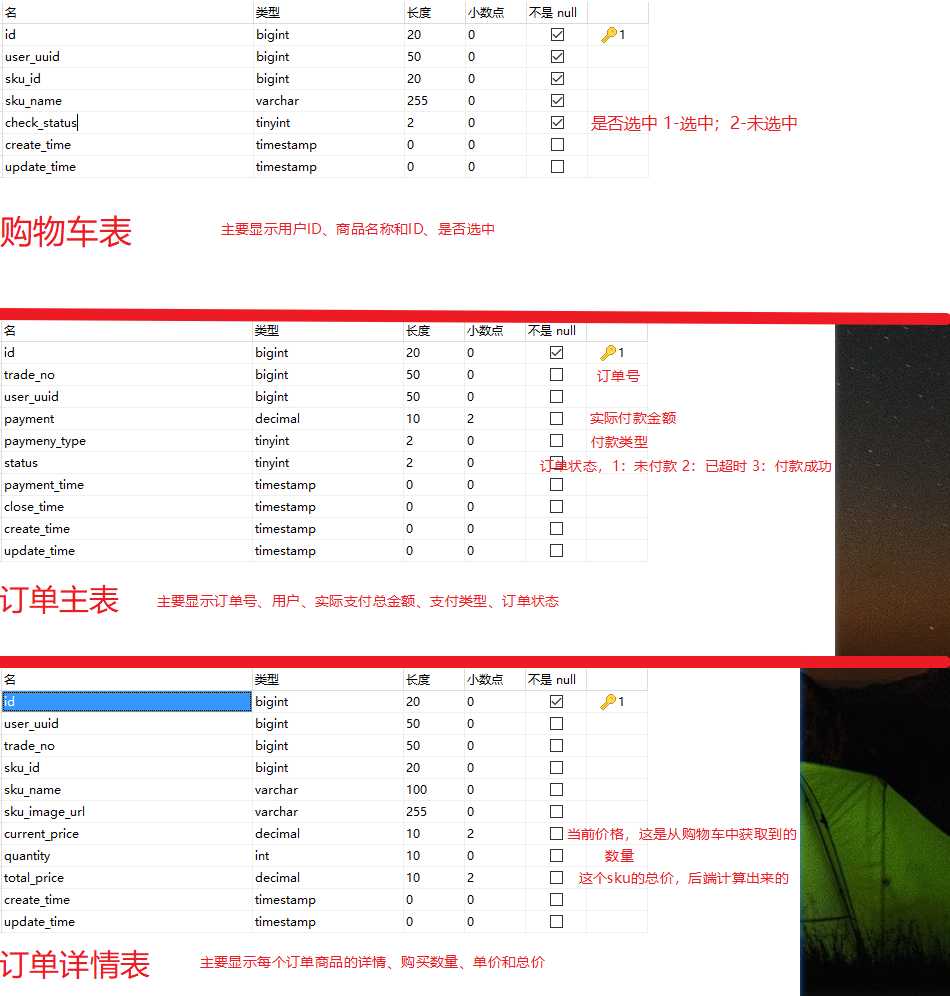 名 类型 长度 小数点 不是 null
id bigint 20 0 1
user_uuid bigint 50 0
sku_id bigint 20 0
sku_name varchar 255 0
check_status tinyint 2 0 是否选中 1-选中；2-未选中
create_time timestamp 0 0
update_time timestamp 0 0
购物车表 主要显示用户ID、商品名称和ID、是否选中
名 类型 长度 小数点 不是 null
id bigint 20 0 1
trade_no bigint 50 0 订单号
user_uuid bigint 50 0
payment decimal 10 2 实际付款金额
paymeny_type tinyint 2 0 付款类型
status tinyint 2 0 订单状态，1：未付款 2：已超时 3：付款成功
payment_time timestamp 0 0
close_time timestamp 0 0
create_time timestamp 0 0
update_time timestamp 0 0
订单主表 主要显示订单号、用户、实际支付总金额、支付类型、订单状态
名 类型 长度 小数点 不是 null
id bigint 20 0 1
user_uuid bigint 50 0
trade_no bigint 50 0
sku_id bigint 20 0
sku_name varchar 100 0
sku_image_url varchar 255 0
current_price decimal 10 2 当前价格，这是从购物车中获取到的
quantity int 10 0 数量
total_price decimal 10 2 这个sku的总价，后端计算出来的
create_time timestamp 0 0
update_time timestamp 0 0
订单详情表 主要显示每个订单商品的详情、购买数量、单价和总价